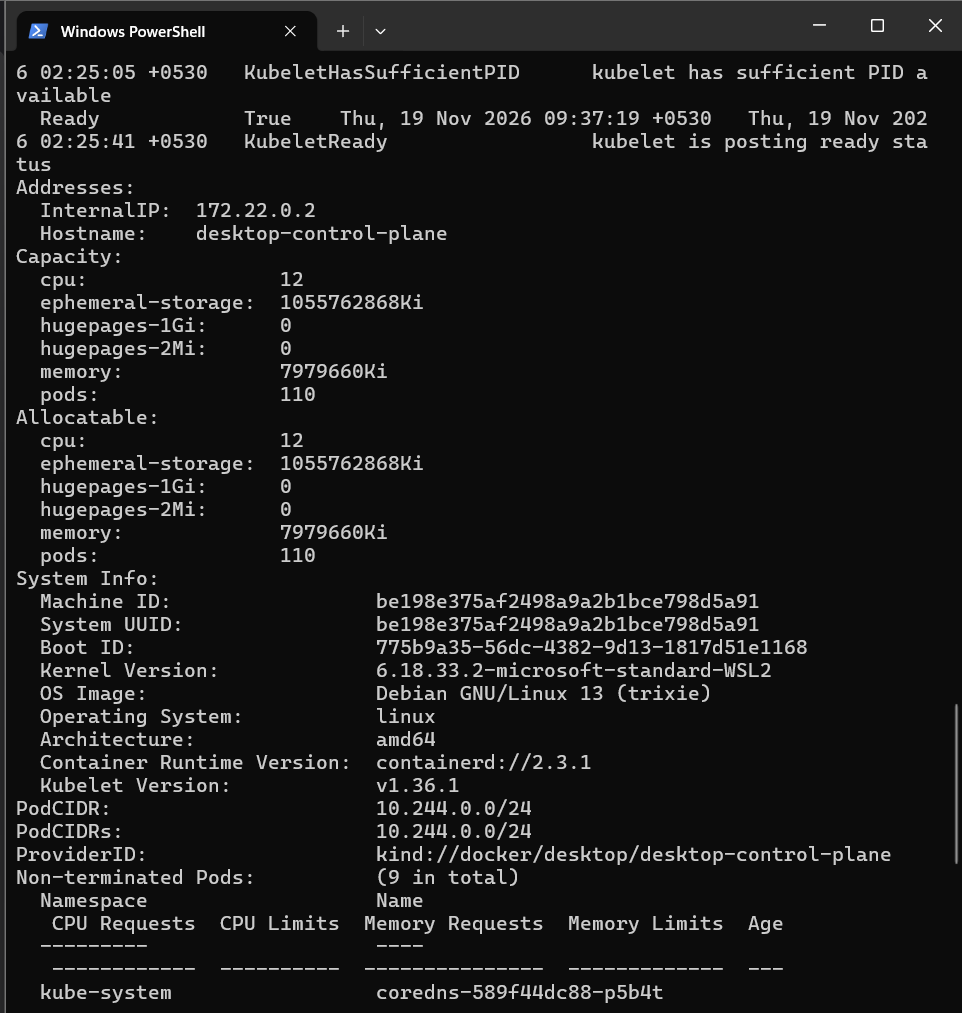 Windows PowerShell
6 02:25:05 +0530   KubeletHasSufficientPID      kubelet has sufficient PID a
vailable
  Ready            True    Thu, 19 Nov 2026 09:37:19 +0530   Thu, 19 Nov 202
6 02:25:41 +0530   KubeletReady                 kubelet is posting ready sta
tus
Addresses:
  InternalIP:  172.22.0.2
  Hostname:    desktop-control-plane
Capacity:
  cpu:                12
  ephemeral-storage:  1055762868Ki
  hugepages-1Gi:      0
  hugepages-2Mi:      0
  memory:             7979660Ki
  pods:               110
Allocatable:
  cpu:                12
  ephemeral-storage:  1055762868Ki
  hugepages-1Gi:      0
  hugepages-2Mi:      0
  memory:             7979660Ki
  pods:               110
System Info:
  Machine ID:                 be198e375af2498a9a2b1bce798d5a91
  System UUID:                be198e375af2498a9a2b1bce798d5a91
  Boot ID:                    775b9a35-56dc-4382-9d13-1817d51e1168
  Kernel Version:             6.18.33.2-microsoft-standard-WSL2
  OS Image:                   Debian GNU/Linux 13 (trixie)
  Operating System:           linux
  Architecture:               amd64
  Container Runtime Version:  containerd://2.3.1
  Kubelet Version:            v1.36.1
PodCIDR:                      10.244.0.0/24
PodCIDRs:                     10.244.0.0/24
ProviderID:                   kind://docker/desktop/desktop-control-plane
Non-terminated Pods:          (9 in total)
  Namespace                   Name
   CPU Requests  CPU Limits  Memory Requests  Memory Limits  Age
  ---------                   ----
   ------------  ----------  ---------------  -------------  ---
  kube-system                 coredns-589f44dc88-p5b4t